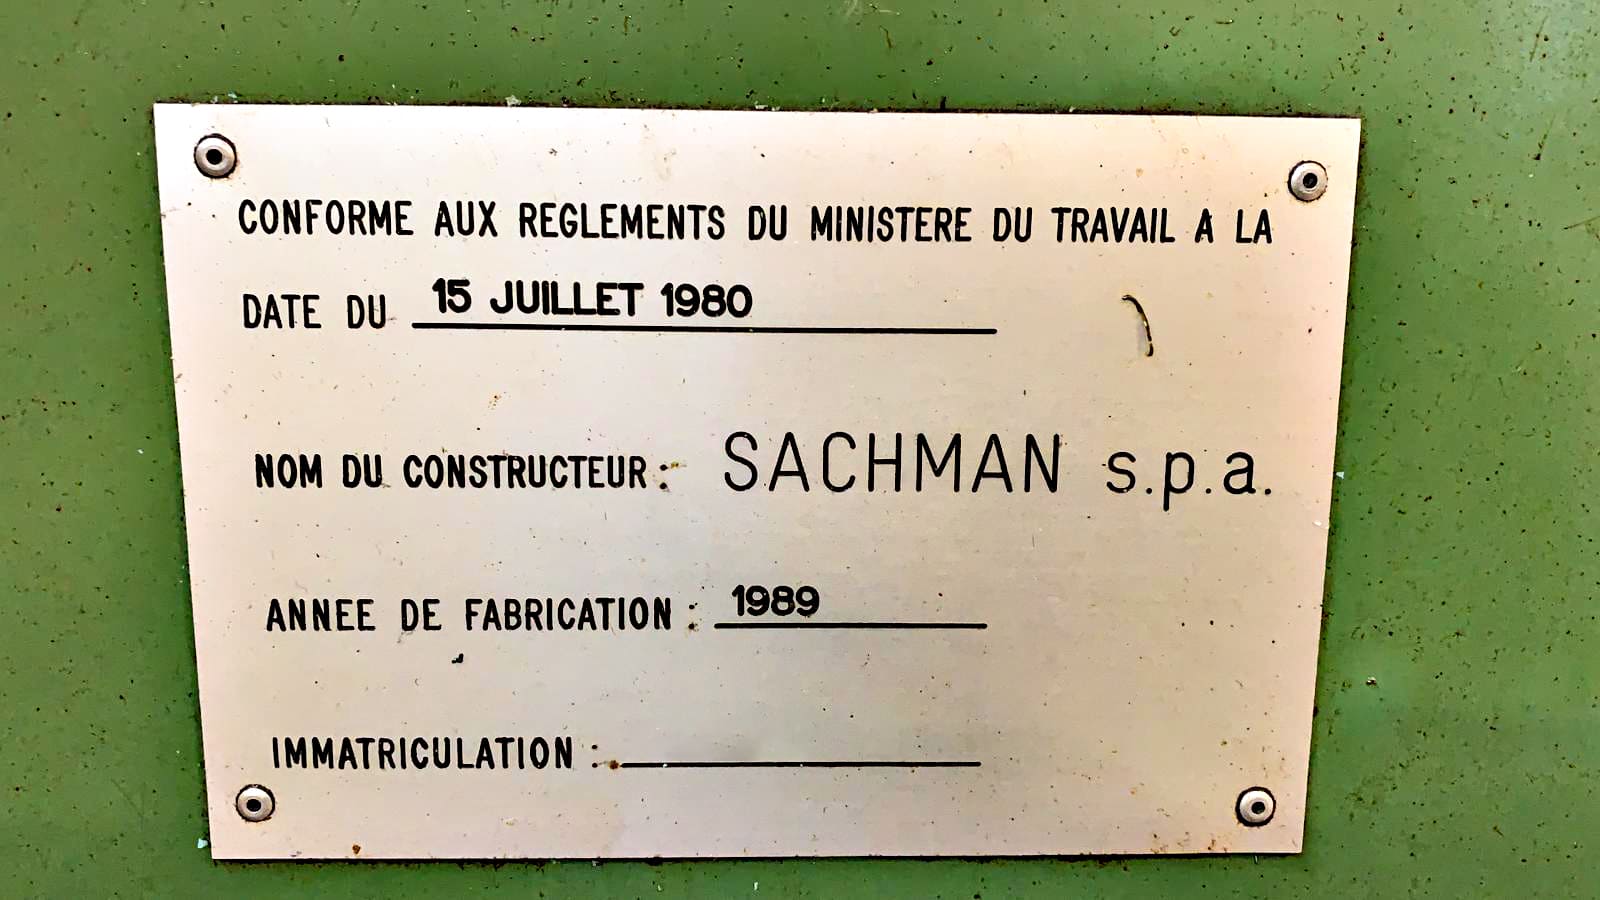 CONFORME AUX REGLEMENTS DU MINISTERE DU TRAVAIL A LA
DATE DU 15 JUILLET 1980
NOM DU CONSTRUCTEUR: SACHMAN s.p.a.
ANNEE DE FABRICATION : 1989
IMMATRICULATION :